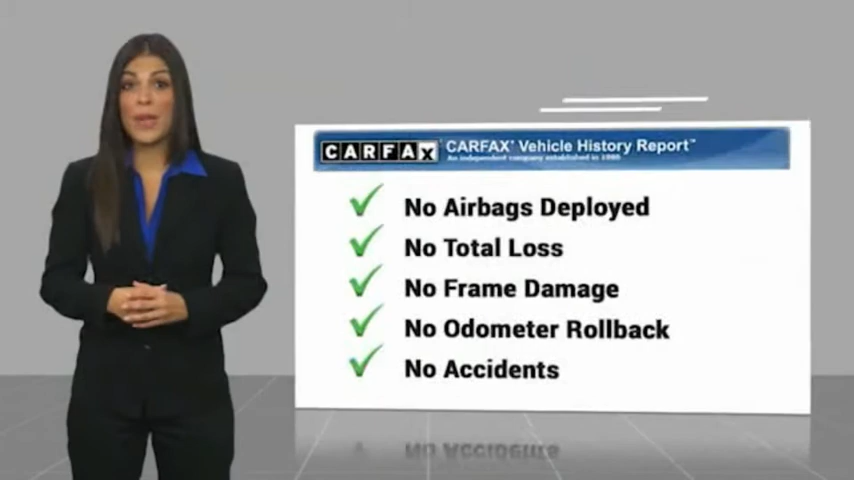 CARFAX CARFAX® Vehicle History Report™
An independent company established in 1986
No Airbags Deployed
No Total Loss
No Frame Damage
No Odometer Rollback
No Accidents